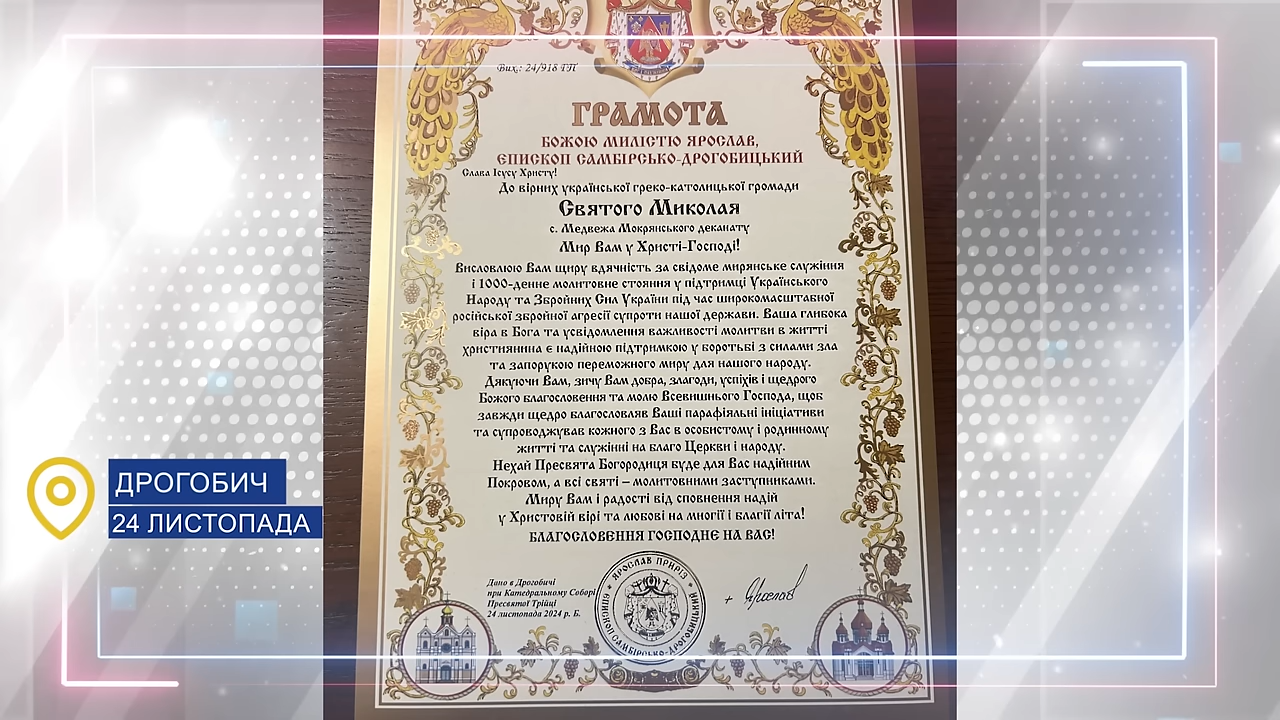 Вих.: 24/918 ТП
ГРАМОТА
БОЖОЮ МИЛІСТЮ ЯРОСЛАВ,
ЄПИСКОП САМБІРСЬКО-ДРОГОБИЦЬКИЙ
Слава Ісусу Христу!
До вірних української греко-католицької громади
Святого Миколая
с. Медвежа Мокрянського деканату
Мир Вам у Христі-Господі!
Висловлюю Вам щиру вдячність за свідоме мирянське служіння
і 1000-денне молитовне стояння у підтримці Українського
Народу та Збройних Сил України під час широкомасштабної
російської збройної агресії супроти нашої держави. Ваша глибока
віра в Бога та усвідомлення важливості молитви в житті
християнина є надійною підтримкою у боротьбі з силами зла
та запорукою переможного миру для нашого народу.
Дякуючи Вам, зичу Вам добра, злагоди, успіхів і щедрого
Божого благословення та молю Всевишнього Господа, щоб
завжди щедро благословляв Ваші парафіяльні ініціативи
та супроводжував кожного з Вас в особистому і родинному
житті та служінні на благо Церкви і народу.
Нехай Пресвята Богородиця буде для Вас надійним
Покровом, а всі святі – молитовними заступниками.
Миру Вам і радості від сповнення надій
у Христовій вірі та любові на многії і благії літа!
БЛАГОСЛОВЕННЯ ГОСПОДНЄ НА ВАС!
Дано в Дрогобичі
при Катедральному Соборі
Пресвятої Трійці
24 листопада 2024 р. Б.
ЯРОСЛАВ ПРИРІЗ
ЄПИСКОП САМБІРСЬКО-ДРОГОБИЦЬКИЙ
+ Ярослав
ДРОГОБИЧ
24 ЛИСТОПАДА